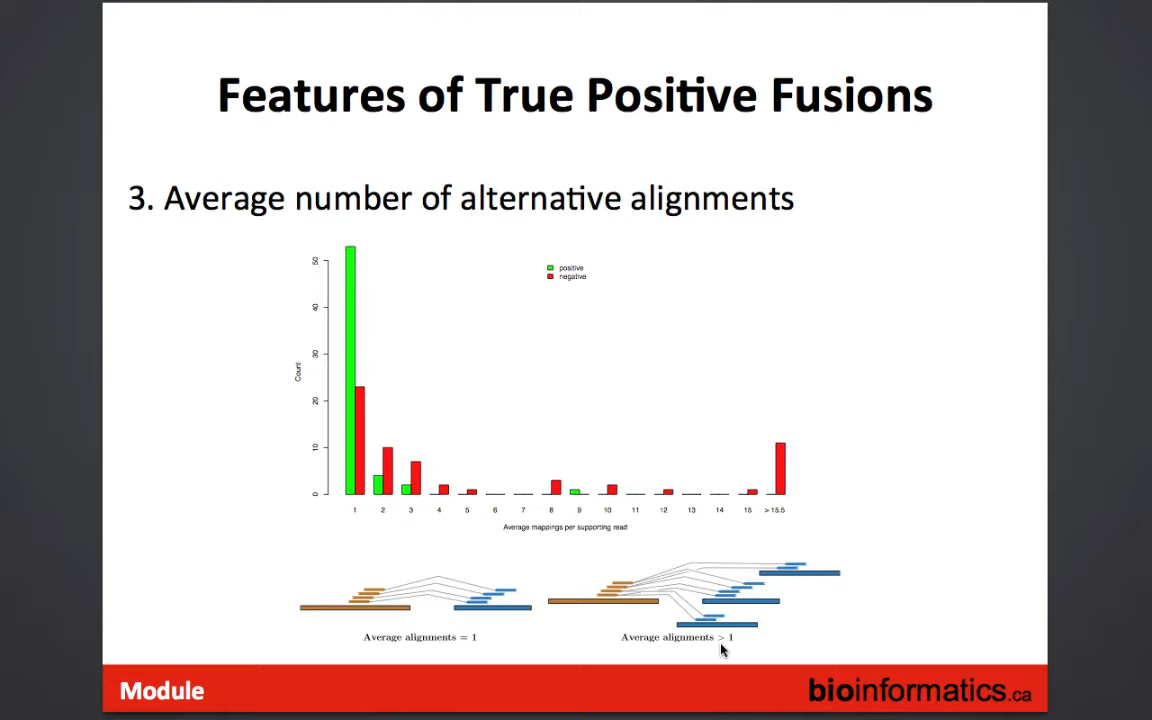 Features of True Positive Fusions
3. Average number of alternative alignments
positive
negative
50
40
30
20
10
0
Count
1 2 3 4 5 6 7 8 9 10 11 12 13 14 15 > 15.5
Average mappings per supporting read
Average alignments = 1
Average alignments > 1
Module
bioinformatics.ca